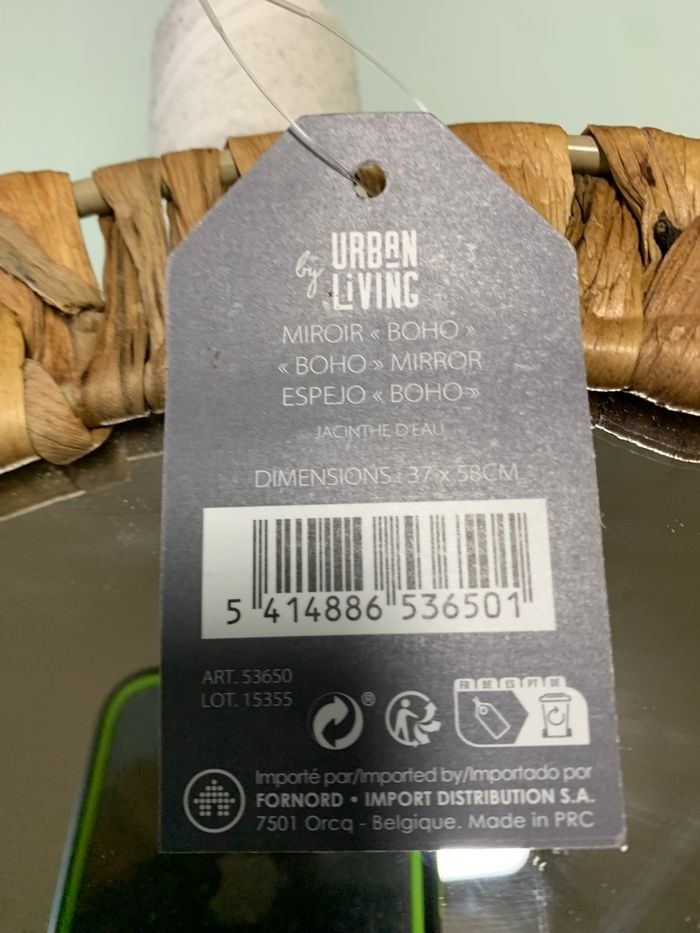 by URBAN
LiVING
MIROIR « BOHO »
« BOHO » MIRROR
ESPEJO « BOHO »
JACINTHE D'EAU
DIMENSIONS : 37 x 58CM
5 414886 536501
ART. 53650
LOT. 15355
®
FR BE ES PT DE
Importé par/Imported by/Importado por
FORNORD • IMPORT DISTRIBUTION S.A.
7501 Orcq - Belgique. Made in PRC